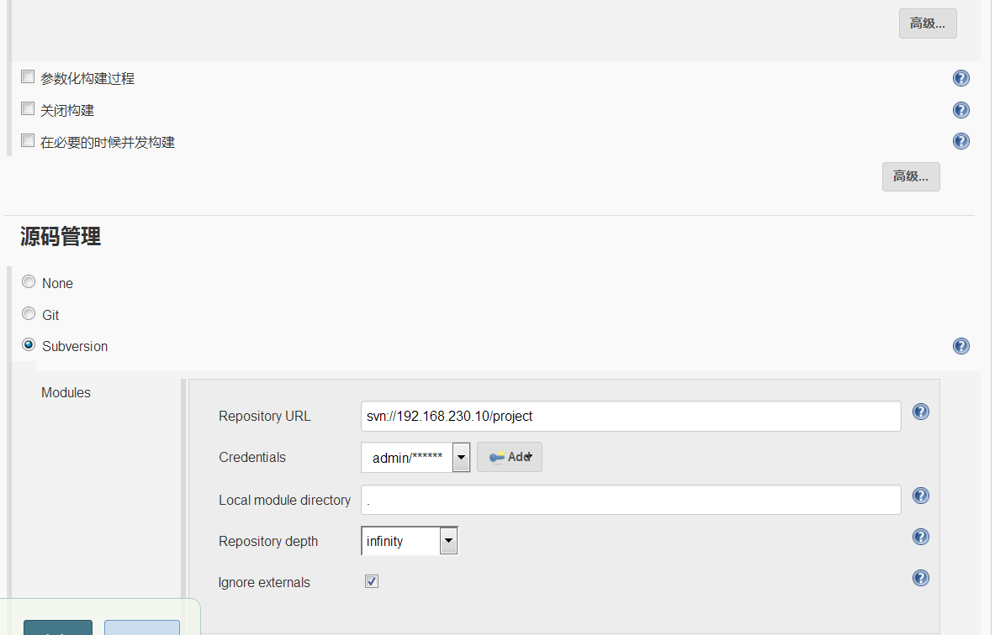 高级...
参数化构建过程
关闭构建
在必要的时候并发构建
高级...
源码管理
None
Git
Subversion
Modules
Repository URL
svn://192.168.230.10/project
Credentials
admin/******
Add
Local module directory
.
Repository depth
infinity
Ignore externals